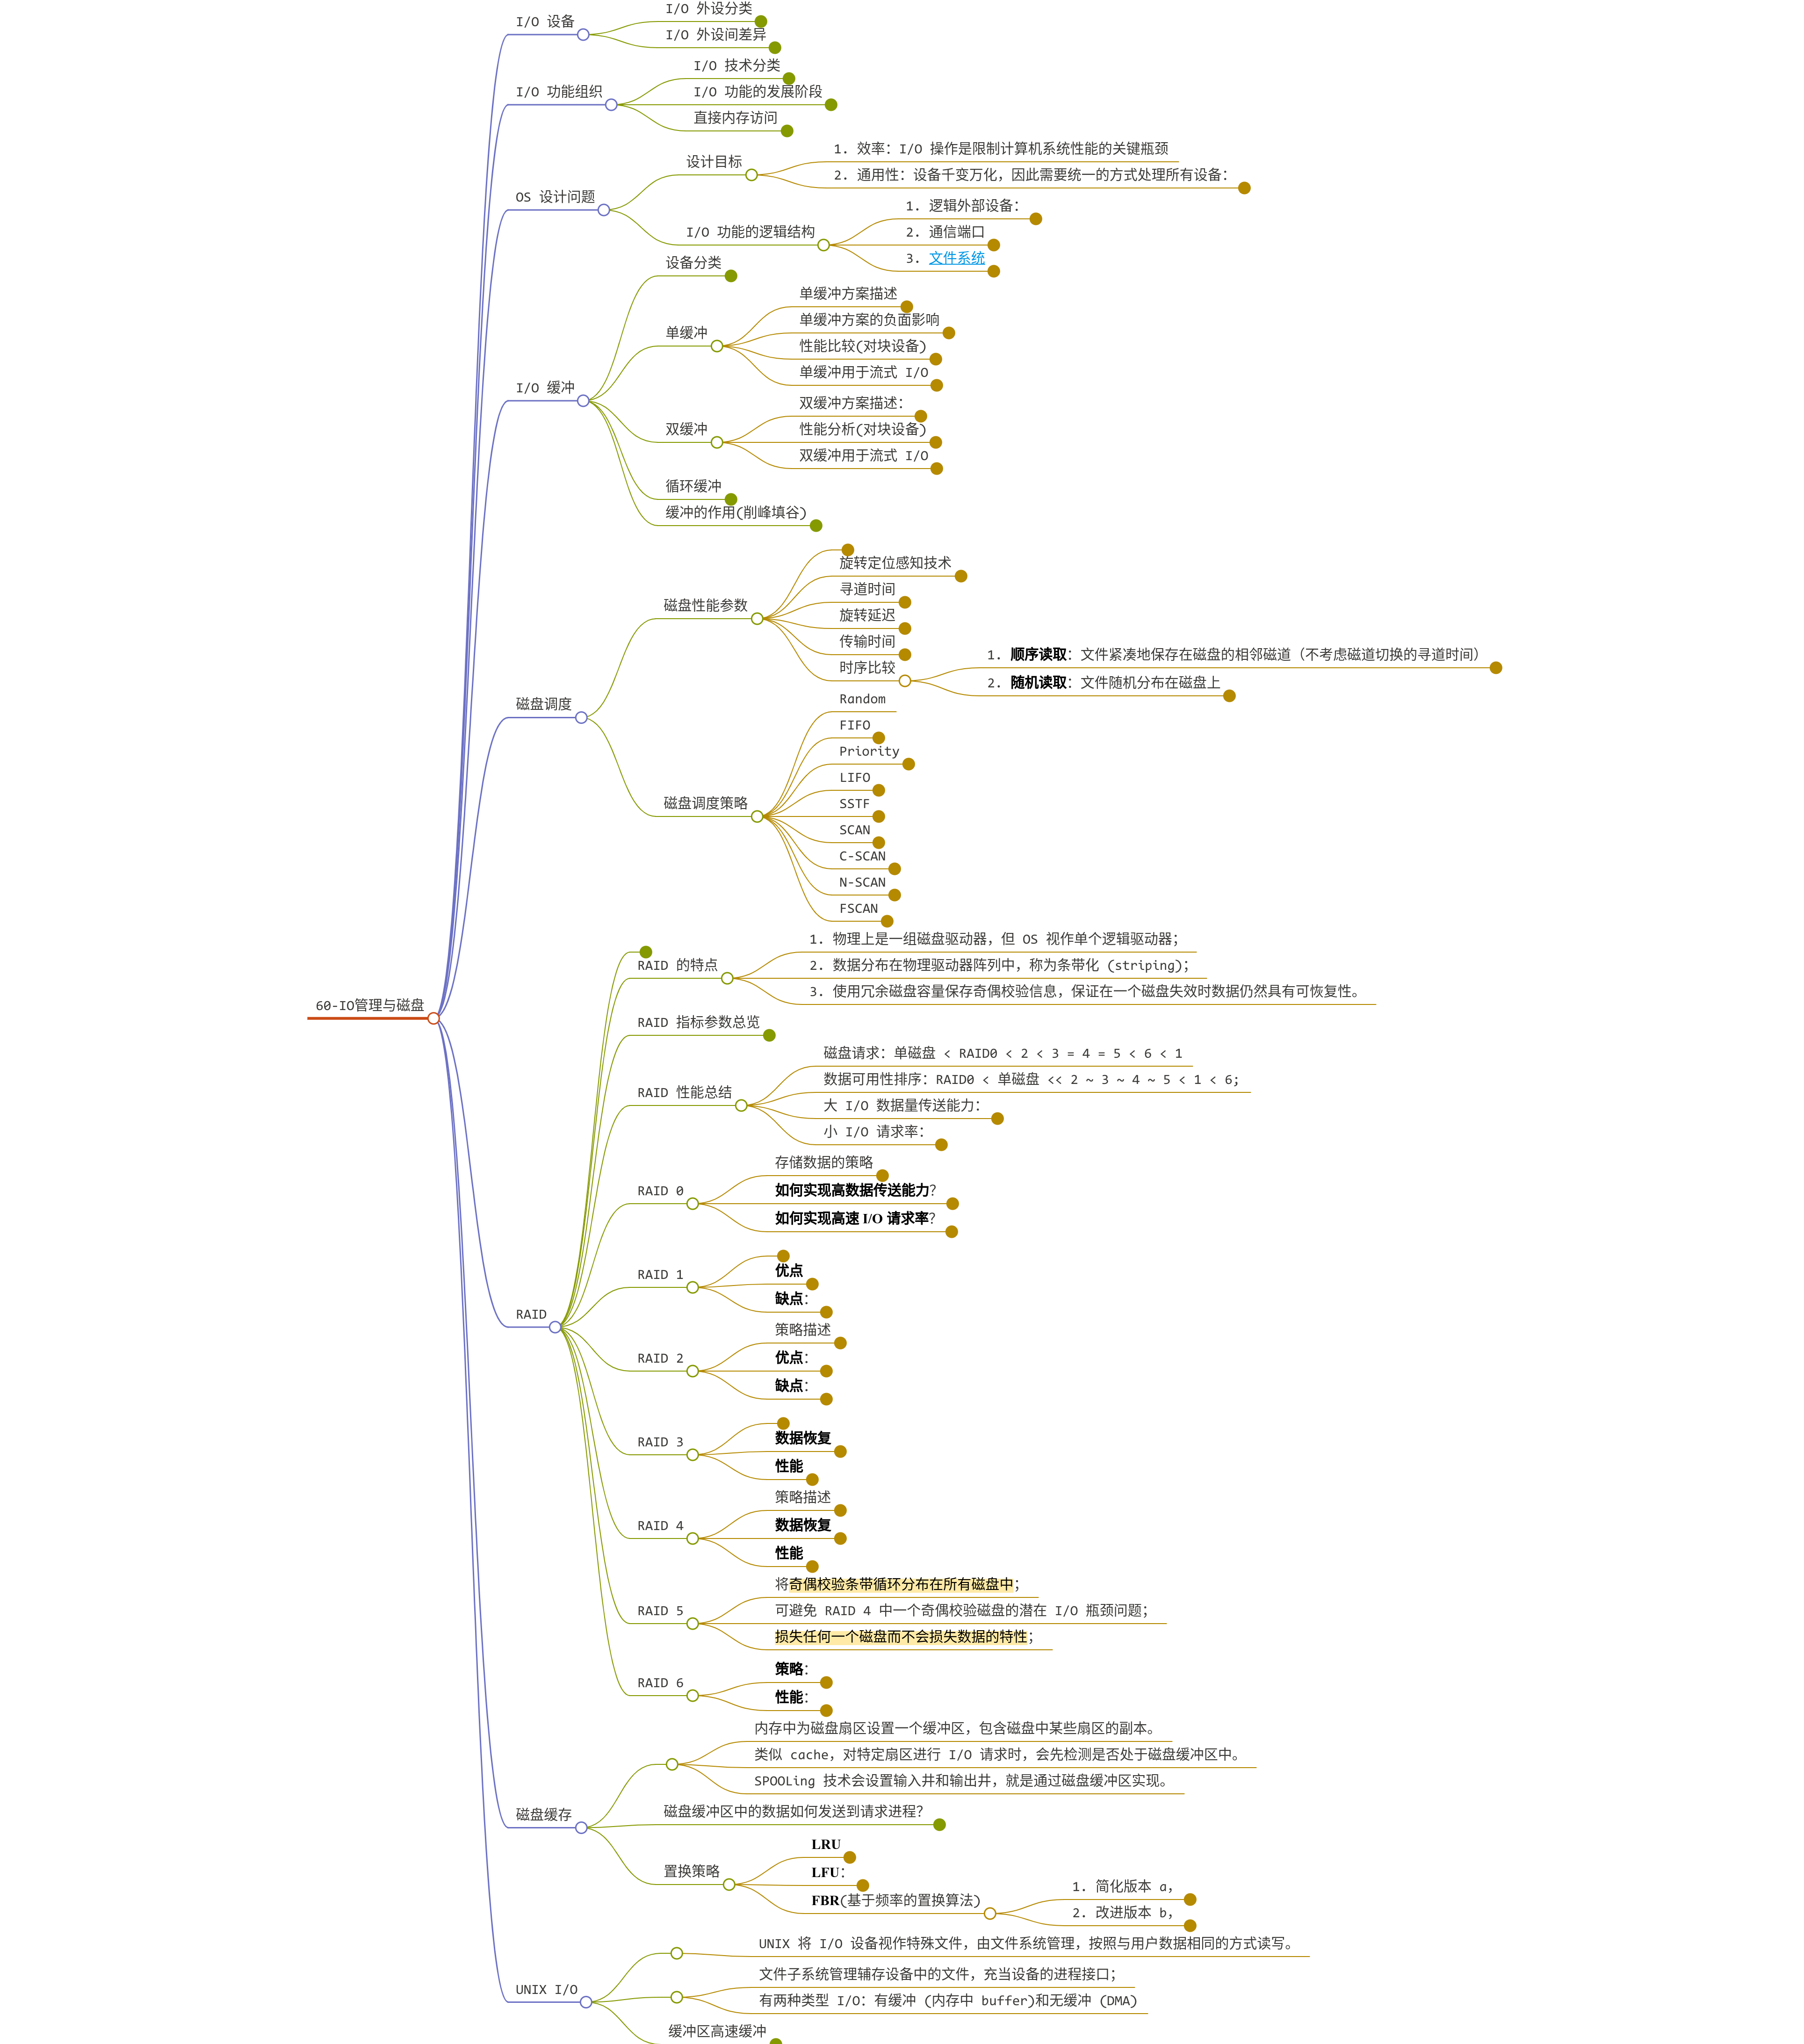 I/O 外设分类
I/O 设备
I/O 外设间差异
I/O 技术分类
I/O 功能组织
I/O 功能的发展阶段
直接内存访问
1. 效率：I/O 操作是限制计算机系统性能的关键瓶颈
设计目标
2. 通用性：设备千变万化，因此需要统一的方式处理所有设备：
OS 设计问题
1. 逻辑外部设备：
I/O 功能的逻辑结构
2. 通信端口
3. 文件系统
设备分类
单缓冲方案描述
单缓冲
单缓冲方案的负面影响
性能比较(对块设备)
单缓冲用于流式 I/O
I/O 缓冲
双缓冲方案描述：
双缓冲
性能分析(对块设备)
双缓冲用于流式 I/O
循环缓冲
缓冲的作用(削峰填谷)
旋转定位感知技术
寻道时间
磁盘性能参数
旋转延迟
传输时间
时序比较
1. 顺序读取：文件紧凑地保存在磁盘的相邻磁道（不考虑磁道切换的寻道时间）
2. 随机读取：文件随机分布在磁盘上
磁盘调度
Random
FIFO
Priority
LIFO
磁盘调度策略
SSTF
SCAN
C-SCAN
N-SCAN
FSCAN
60-IO管理与磁盘
1. 物理上是一组磁盘驱动器，但 OS 视作单个逻辑驱动器；
RAID 的特点
2. 数据分布在物理驱动器阵列中，称为条带化 (striping)；
3. 使用冗余磁盘容量保存奇偶校验信息，保证在一个磁盘失效时数据仍然具有可恢复性。
RAID 指标参数总览
磁盘请求：单磁盘 < RAID0 < 2 < 3 = 4 = 5 < 6 < 1
RAID 性能总结
数据可用性排序：RAID0 < 单磁盘 << 2 ~ 3 ~ 4 ~ 5 < 1 < 6；
大 I/O 数据量传送能力：
小 I/O 请求率：
存储数据的策略
RAID 0
如何实现高数据传送能力？
如何实现高速 I/O 请求率？
RAID 1
优点
缺点：
RAID
策略描述
RAID 2
优点：
缺点：
RAID 3
数据恢复
性能
策略描述
RAID 4
数据恢复
性能
将奇偶校验条带循环分布在所有磁盘中；
RAID 5
可避免 RAID 4 中一个奇偶校验磁盘的潜在 I/O 瓶颈问题；
损失任何一个磁盘而不会损失数据的特性；
策略：
RAID 6
性能：
内存中为磁盘扇区设置一个缓冲区，包含磁盘中某些扇区的副本。
类似 cache，对特定扇区进行 I/O 请求时，会先检测是否处于磁盘缓冲区中。
SPOOLing 技术会设置输入井和输出井，就是通过磁盘缓冲区实现。
磁盘缓存
磁盘缓冲区中的数据如何发送到请求进程？
LRU
置换策略
LFU：
FBR(基于频率的置换算法)
1. 简化版本 a，
2. 改进版本 b，
UNIX 将 I/O 设备视作特殊文件，由文件系统管理，按照与用户数据相同的方式读写。
文件子系统管理辅存设备中的文件，充当设备的进程接口；
UNIX I/O
有两种类型 I/O：有缓冲 (内存中 buffer)和无缓冲 (DMA)
缓冲区高速缓冲